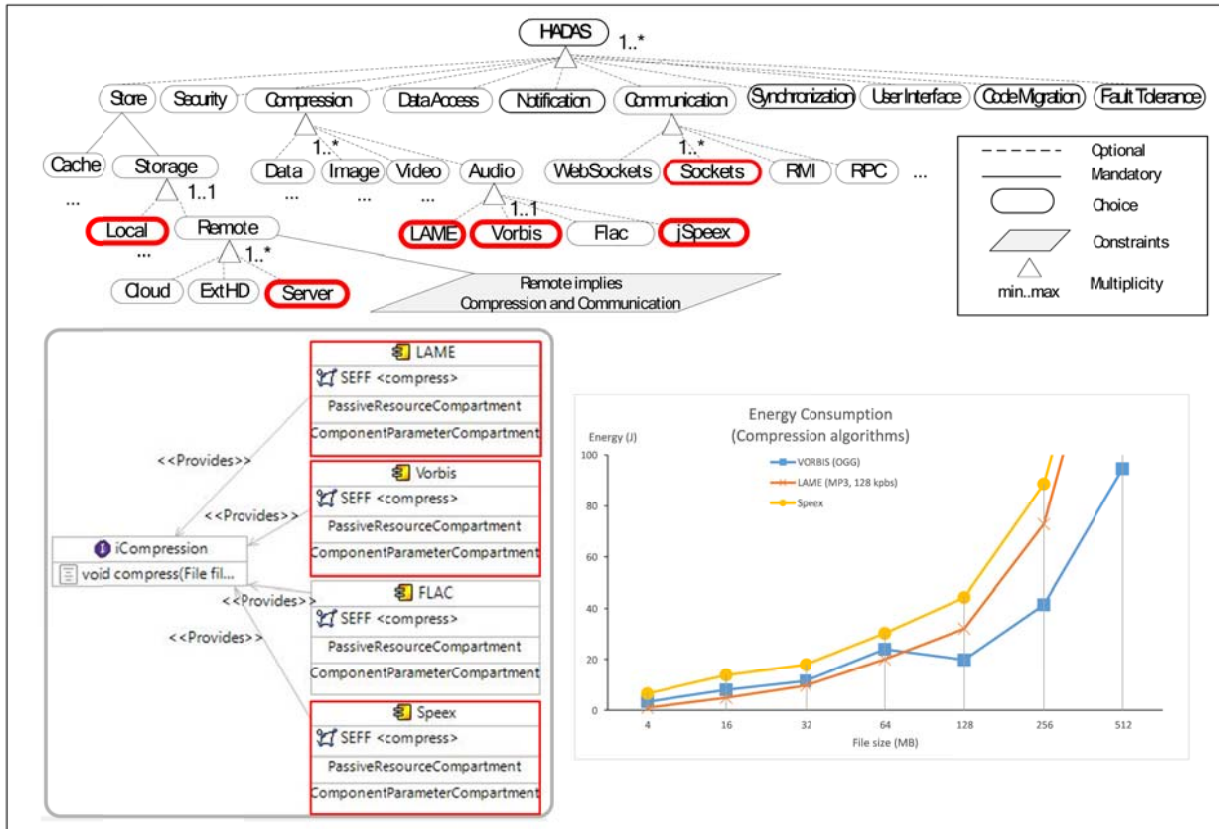 HADAS
1..*
Store Security Compression Data Access Notification Communication Synchronization User Interface Code Migration Fault Tolerance
1..* 1..*
Cache Storage Data Image Video Audio WebSockets Sockets RMI RPC ...
... 1..1 ... ... ... 1..1
Local Remote LAME Vorbis Flac jSpeex
... 1..*
Cloud ExtHD Server
Remote implies
Compression and Communication
Optional
Mandatory
Choice
Constraints
Multiplicity
min..max
LAME
SEFF <compress>
PassiveResourceCompartment
ComponentParameterCompartment
<<Provides>>
Vorbis
SEFF <compress>
PassiveResourceCompartment
ComponentParameterCompartment
<<Provides>>
iCompression
void compress(File fil...
FLAC
SEFF <compress>
PassiveResourceCompartment
ComponentParameterCompartment
<<Provides>>
<<Provides>>
Speex
SEFF <compress>
PassiveResourceCompartment
ComponentParameterCompartment
Energy Consumption
(Compression algorithms)
Energy (J)
VORBIS (OGG)
LAME (MP3, 128 kpbs)
Speex
100
80
60
40
20
0
4 16 32 64 128 256 512
File size (MB)